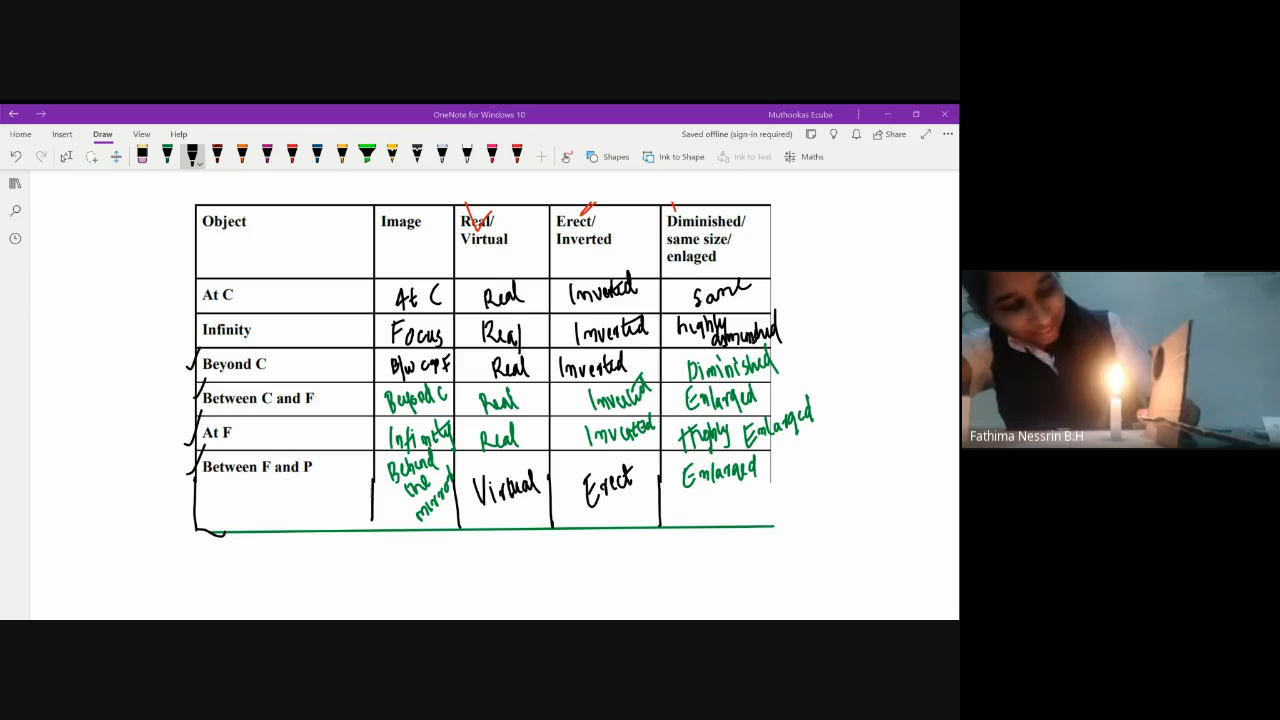 OneNote for Windows 10
Muthookas Ecube
Home Insert Draw View Help
Saved offline (sign-in required)
Share
Shapes
Ink to Shape
Ink to Text
Maths
Object Image Real/ Erect/ Diminished/
Virtual Inverted same size/
enlaged
At C At C Real Inverted Same
Infinity Focus Real Inverted highly
diminished
Beyond C B/w C & F Real Inverted Diminished
Between C and F Beyond C Real Inverted Enlarged
At F Real Inverted Highly Enlarged
Between F and P Behind Virtual Erect Enlarged
the
mirror
Fathima Nessrin B.H